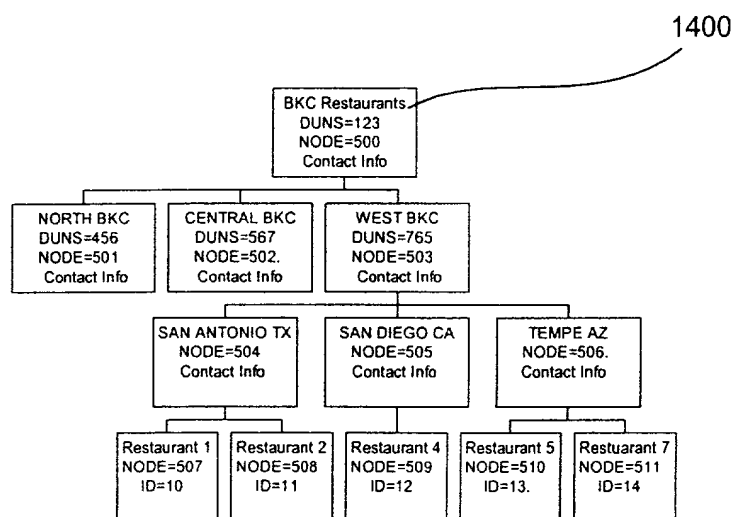 1400
BKC Restaurants
DUNS=123
NODE=500
Contact Info
NORTH BKC
DUNS=456
NODE=501
Contact Info
CENTRAL BKC
DUNS=567
NODE=502.
Contact Info
WEST BKC
DUNS=765
NODE=503
Contact Info
SAN ANTONIO TX
NODE=504
Contact Info
SAN DIEGO CA
NODE=505
Contact Info
TEMPE AZ
NODE=506.
Contact Info
Restaurant 1
NODE=507
ID=10
Restaurant 2
NODE=508
ID=11
Restaurant 4
NODE=509
ID=12
Restaurant 5
NODE=510
ID=13.
Restuarant 7
NODE=511
ID=14